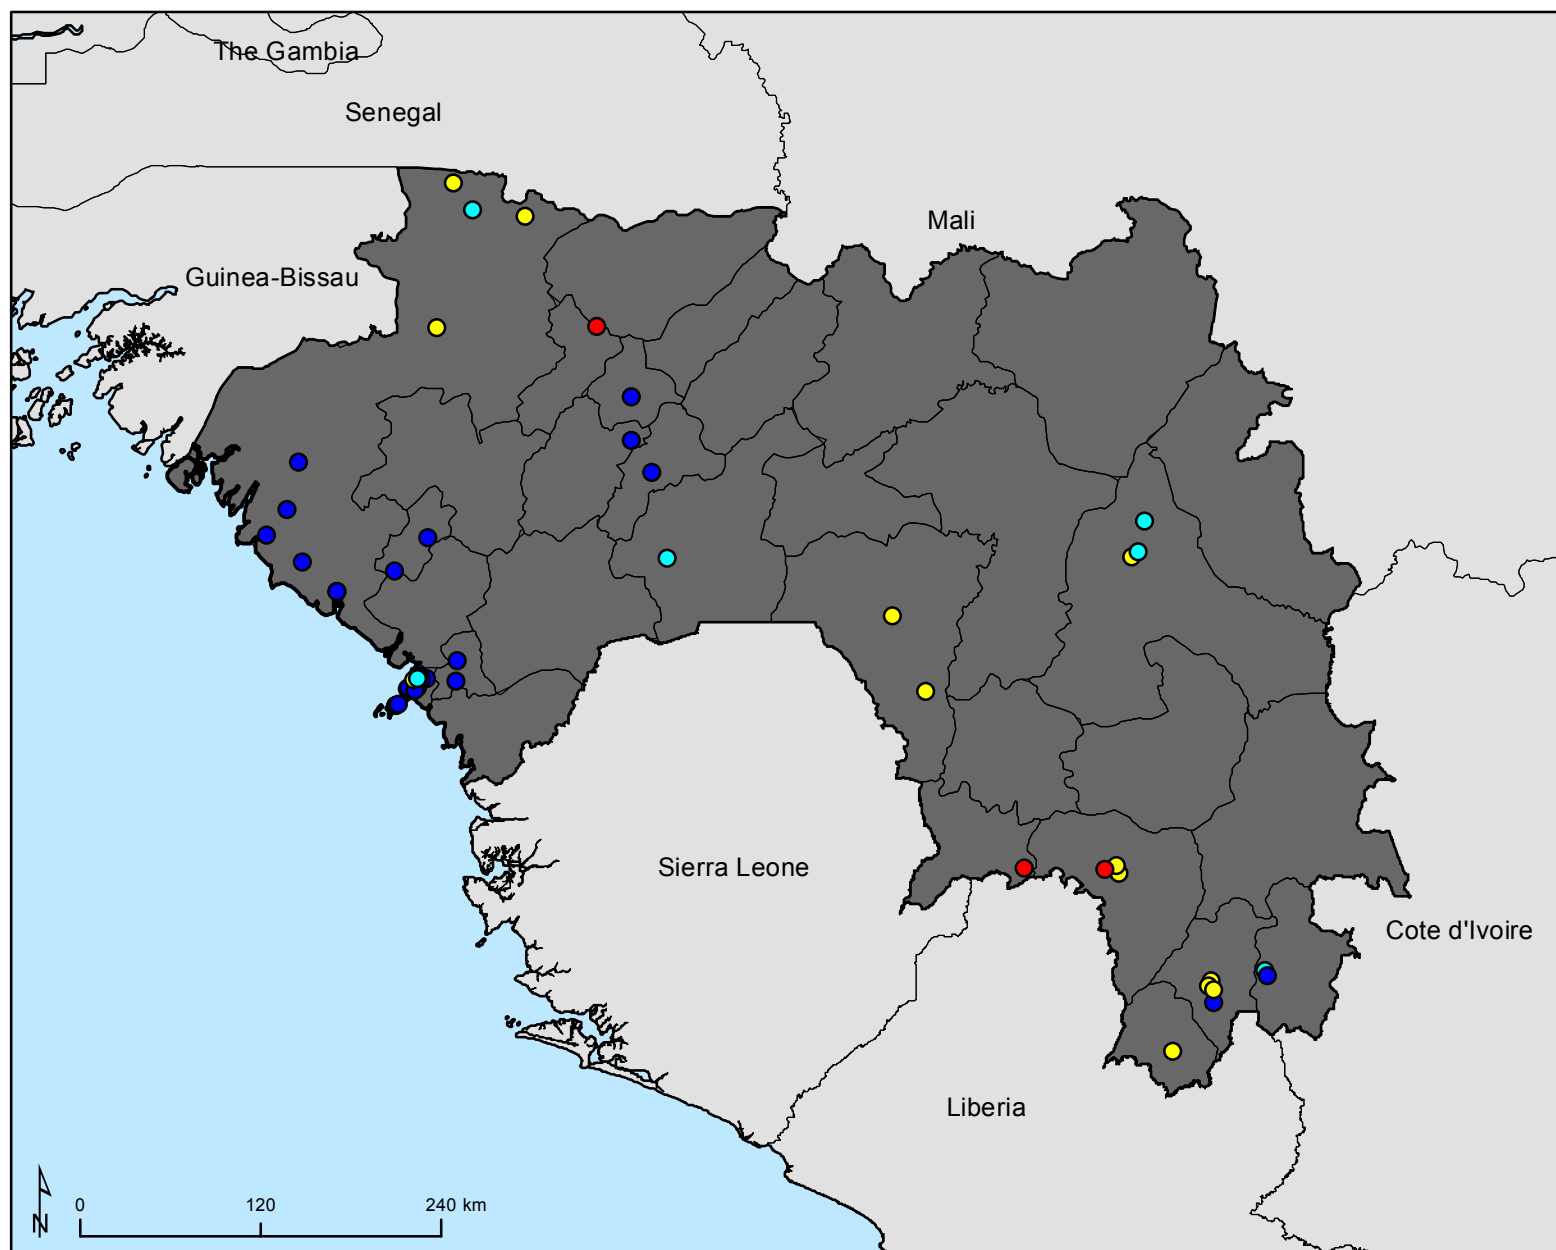 The Gambia
Senegal
Mali
Guinea-Bissau
Sierra Leone
Cote d'Ivoire
Liberia
N
0 120 240 km